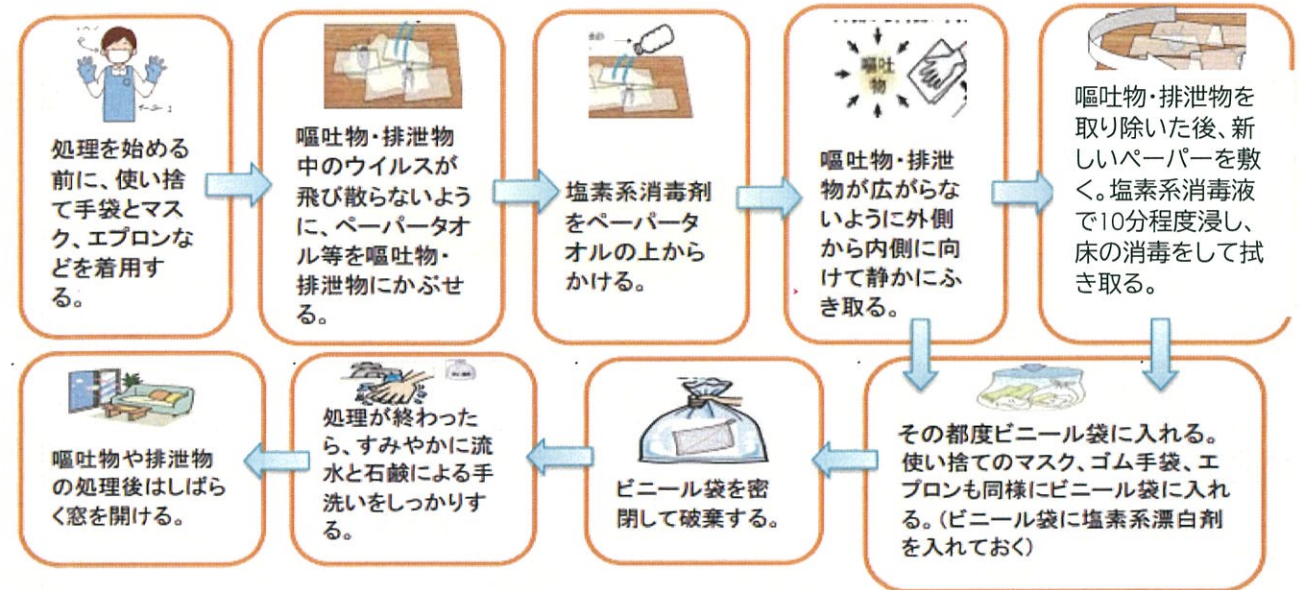 処理を始める
前に、使い捨
て手袋とマス
ク、エプロンな
どを着用す
る。
嘔吐物・排泄物
中のウイルスが
飛び散らないよう
に、ペーパータオ
ル等を嘔吐物・
排泄物にかぶせ
る。
塩素系消毒剤
をペーパータ
オルの上から
かける。
嘔吐
物
嘔吐物・排泄
物が広がらな
いように外側
から内側に向
けて静かにふ
き取る。
嘔吐物・排泄物を
取り除いた後、新
しいペーパーを敷
く。塩素系消毒液
で10分程度浸し、
床の消毒をして拭
き取る。
その都度ビニール袋に入れる。
使い捨てのマスク、ゴム手袋、エ
プロンも同様にビニール袋に入れ
る。(ビニール袋に塩素系漂白剤
を入れておく)
ビニール袋を密
閉して破棄する。
処理が終わった
ら、すみやかに流
水と石鹸による手
洗いをしっかりす
る。
嘔吐物や排泄物
の処理後はしばら
く窓を開ける。